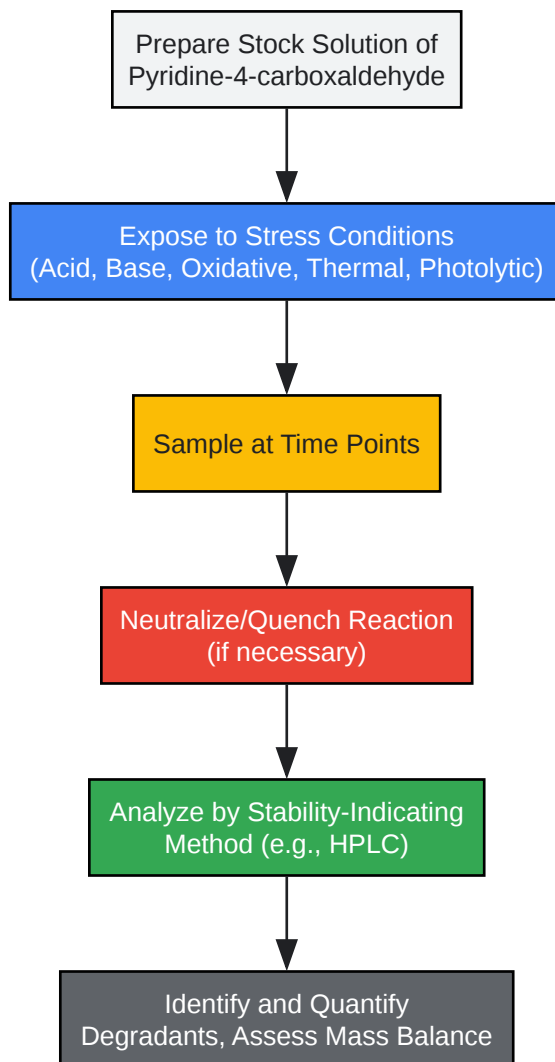 Prepare Stock Solution of
Pyridine-4-carboxaldehyde
Expose to Stress Conditions
(Acid, Base, Oxidative, Thermal, Photolytic)
Sample at Time Points
Neutralize/Quench Reaction
(if necessary)
Analyze by Stability-Indicating
Method (e.g., HPLC)
Identify and Quantify
Degradants, Assess Mass Balance